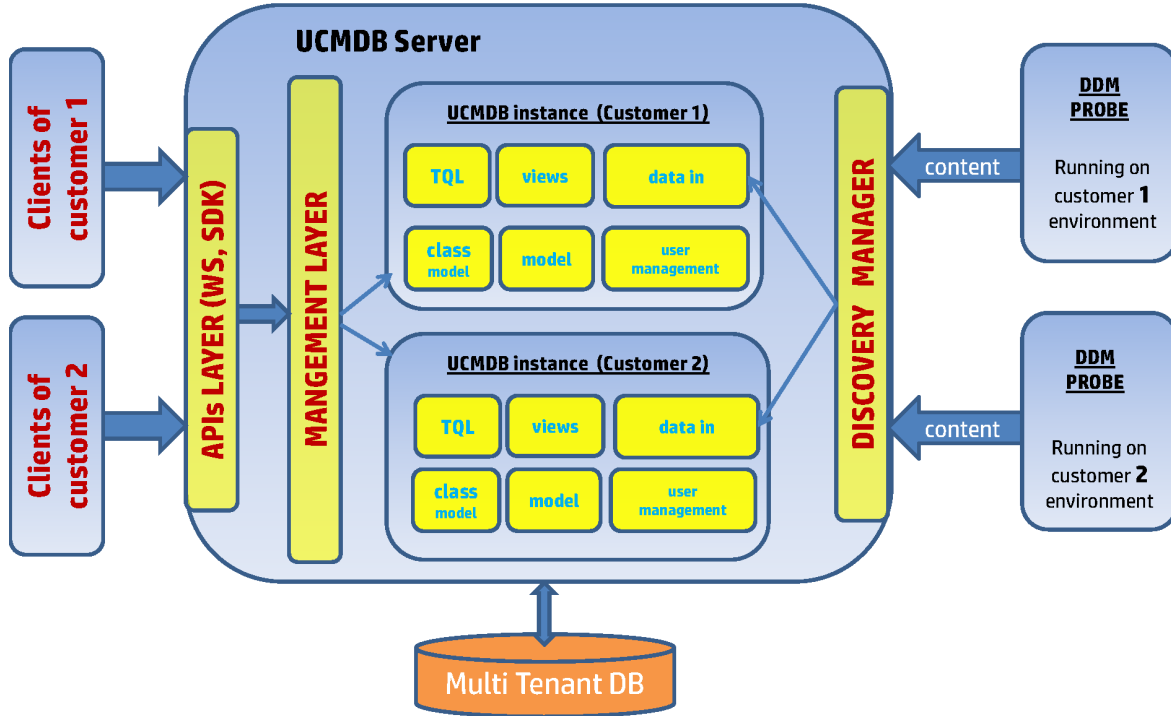 UCMDB Server
Clients of
customer 1
Clients of
customer 2
APIs LAYER (WS, SDK)
MANGEMENT LAYER
UCMDB instance (Customer 1)
TQL
views
data in
class
model
model
user
management
UCMDB instance (Customer 2)
TQL
views
data in
class
model
model
user
management
DISCOVERY MANAGER
content
content
DDM
PROBE
Running on
customer 1
environment
DDM
PROBE
Running on
customer 2
environment
Multi Tenant DB